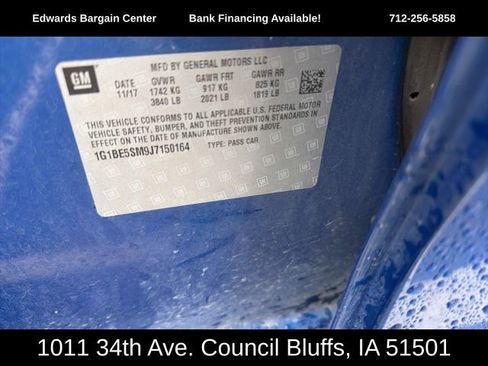 Edwards Bargain Center Bank Financing Available! 712-256-5858
GM
MFD BY GENERAL MOTORS LLC
11/17 GVWR GAWR FRT GAWR RR
1742 KG 917 KG 825 KG
3840 LB 2021 LB 1819 LB
THIS VEHICLE CONFORMS TO ALL APPLICABLE U.S. FEDERAL MOTOR
VEHICLE SAFETY, BUMPER, AND THEFT PREVENTION STANDARDS IN
EFFECT ON THE DATE OF MANUFACTURE SHOWN ABOVE.
1G1BE5SM9J7150164 TYPE: PASS CAR
1011 34th Ave. Council Bluffs, IA 51501